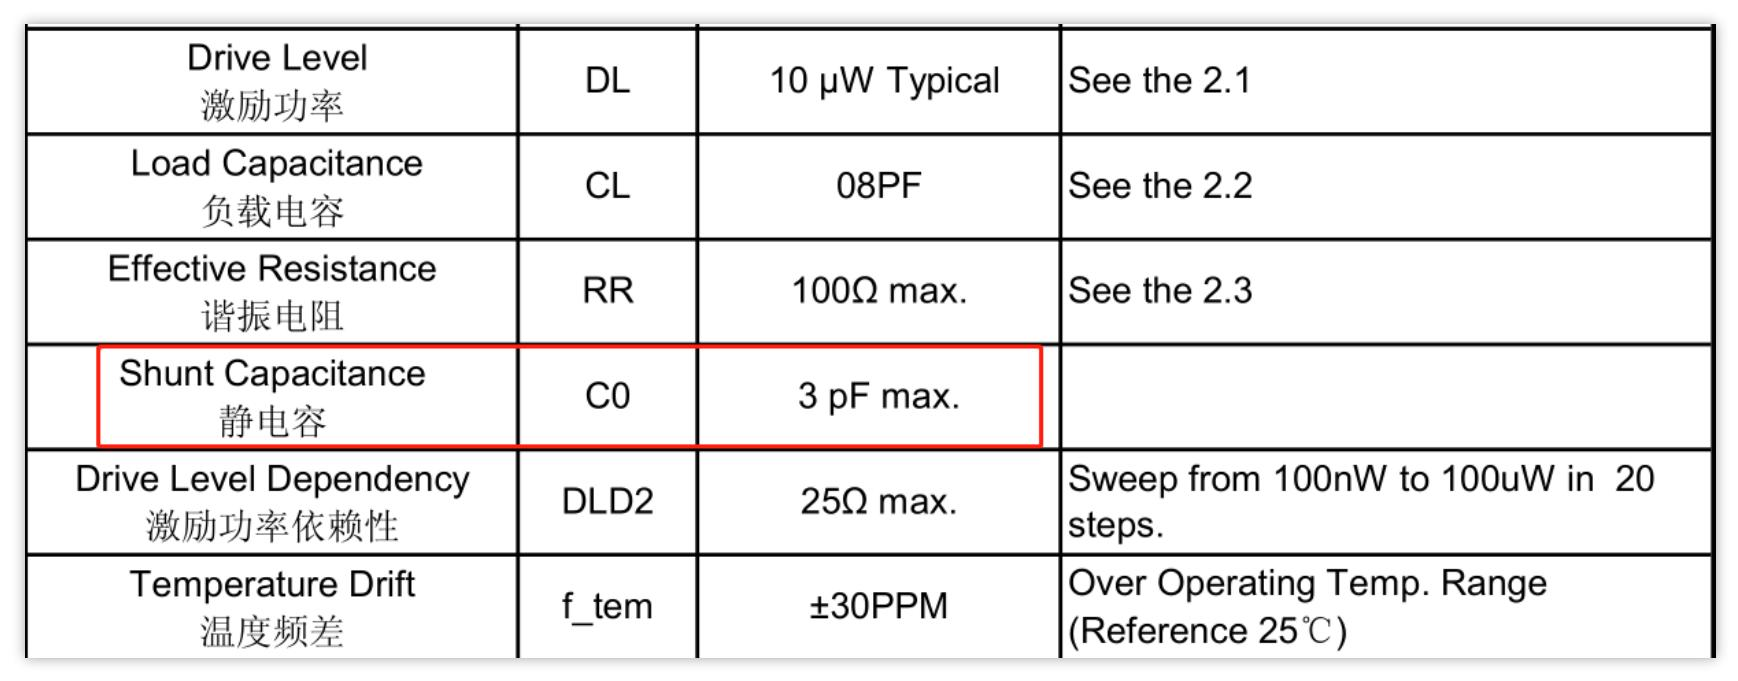 Drive Level
激励功率
DL
10 μW Typical
See the 2.1
Load Capacitance
负载电容
CL
08PF
See the 2.2
Effective Resistance
谐振电阻
RR
100Ω max.
See the 2.3
Shunt Capacitance
静电容
C0
3 pF max.
Drive Level Dependency
激励功率依赖性
DLD2
25Ω max.
Sweep from 100nW to 100uW in  20
steps.
Temperature Drift
温度频差
f_tem
±30PPM
Over Operating Temp. Range
(Reference 25℃)